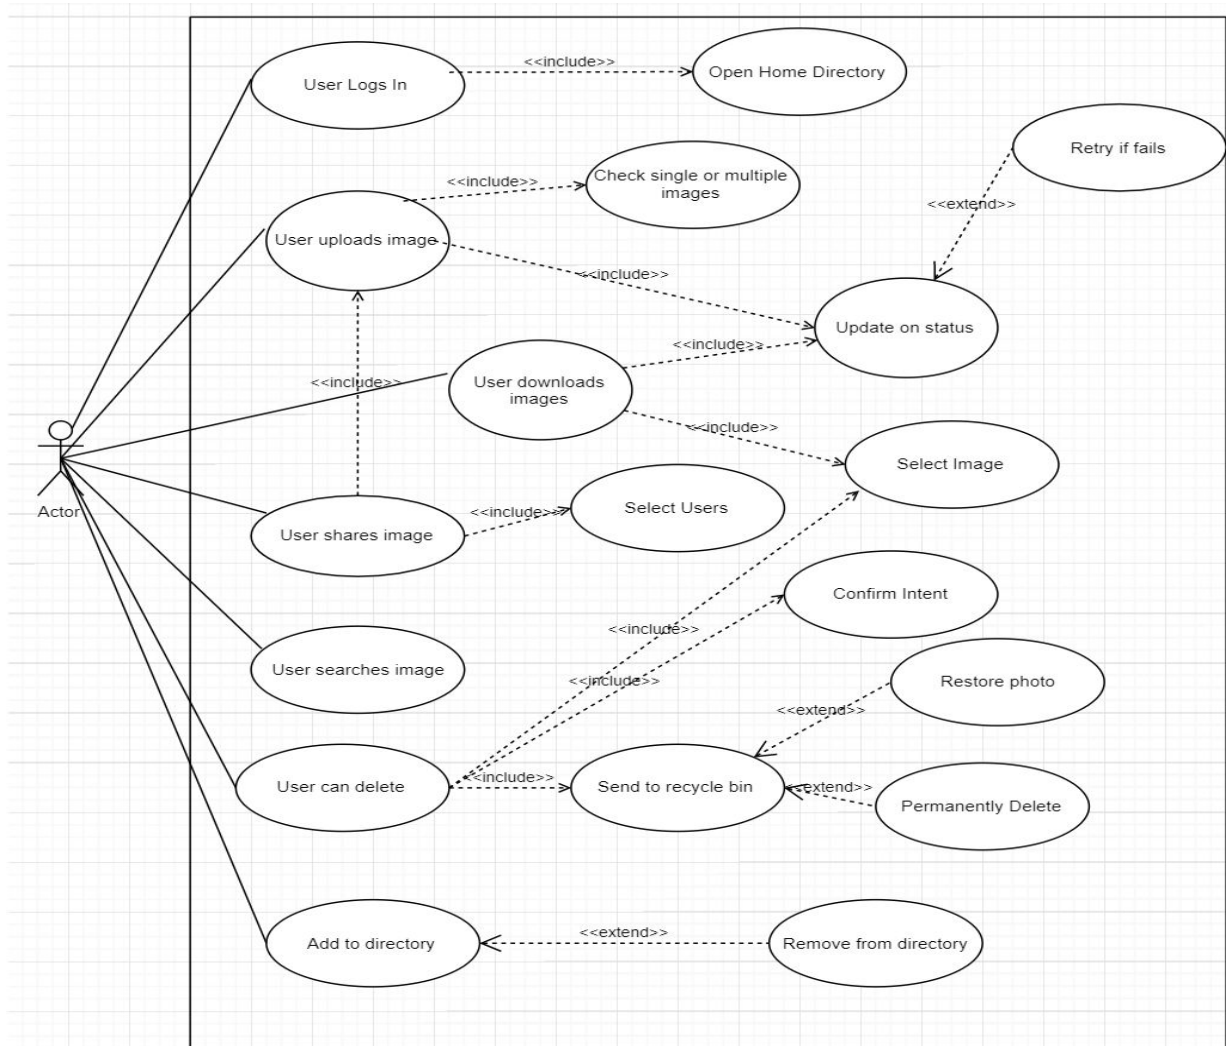 <<include>>
User Logs In
Open Home Directory
Retry if fails
<<include>>
Check single or multiple
images
<<extend>>
User uploads image
<<include>>
Update on status
<<include>>
<<include>>
User downloads
images
<<include>>
Select Image
Actor
User shares image
<<include>>
Select Users
Confirm Intent
<<include>>
User searches image
<<include>>
Restore photo
<<extend>>
User can delete
<<include>>
Send to recycle bin
<<extend>>
Permanently Delete
Add to directory
<<extend>>
Remove from directory